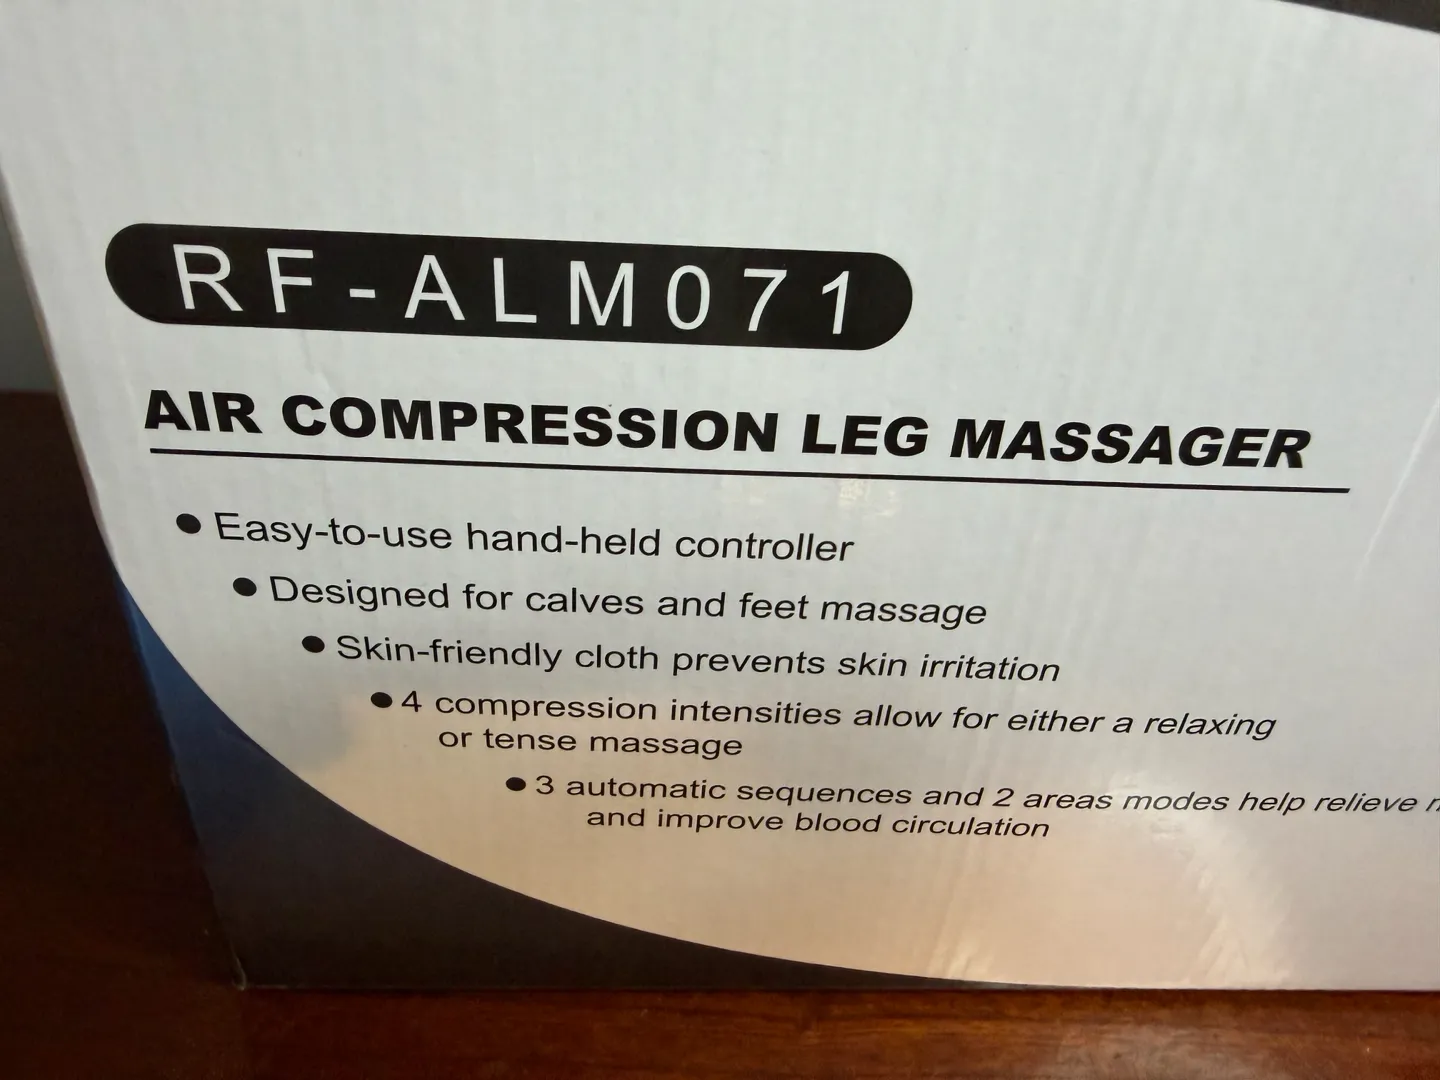 RF-ALM071
AIR COMPRESSION LEG MASSAGER
● Easy-to-use hand-held controller
● Designed for calves and feet massage
● Skin-friendly cloth prevents skin irritation
● 4 compression intensities allow for either a relaxing
or tense massage
● 3 automatic sequences and 2 areas modes help relieve
and improve blood circulation